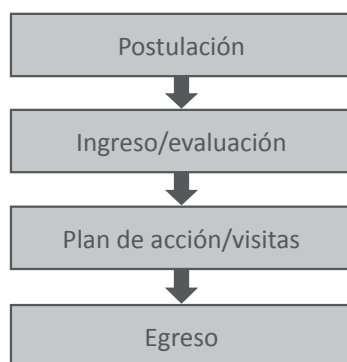 Postulación
Ingreso/evaluación
Plan de acción/visitas
Egreso